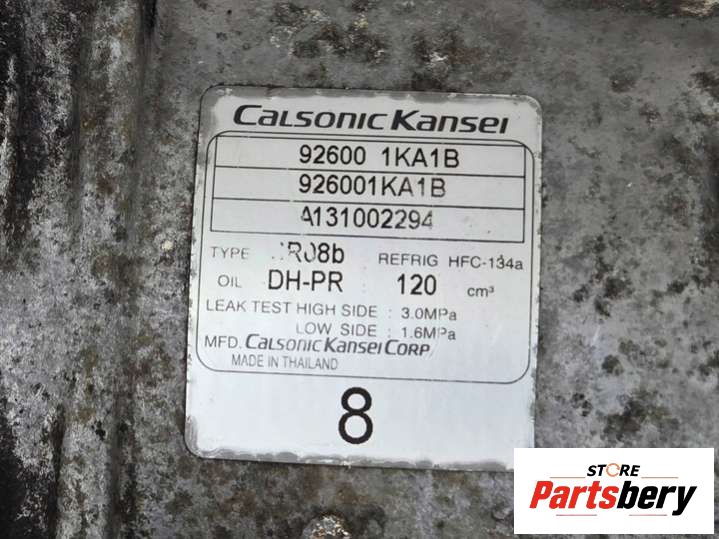 Calsonic Kansei
92600 1KA1B
926001KA1B
A131002294
TYPE REFRIG HFC-134a
OIL DH-PR 120 cm³
LEAK TEST HIGH SIDE : 3.0MPa
LOW SIDE : 1.6MPa
MFD. Calsonic Kansei Corp
MADE IN THAILAND
8
STORE
Partsbery